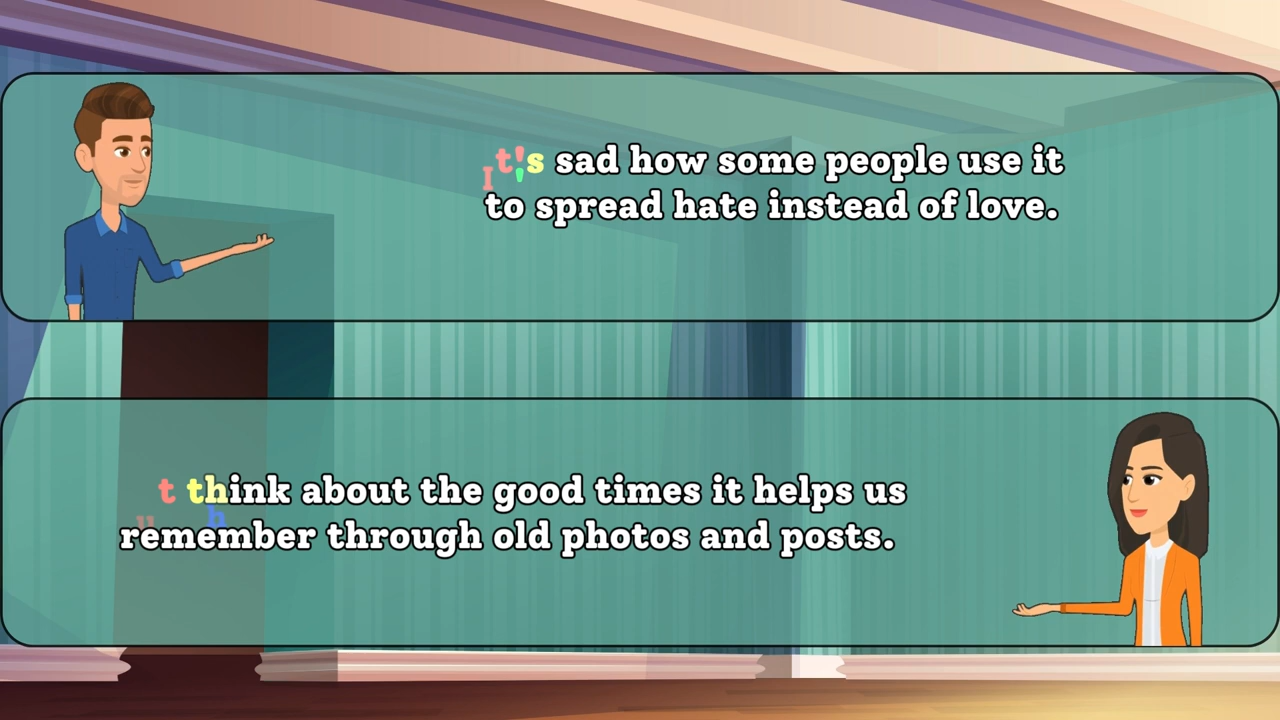 It's sad how some people use it
to spread hate instead of love.
think about the good times it helps us
remember through old photos and posts.